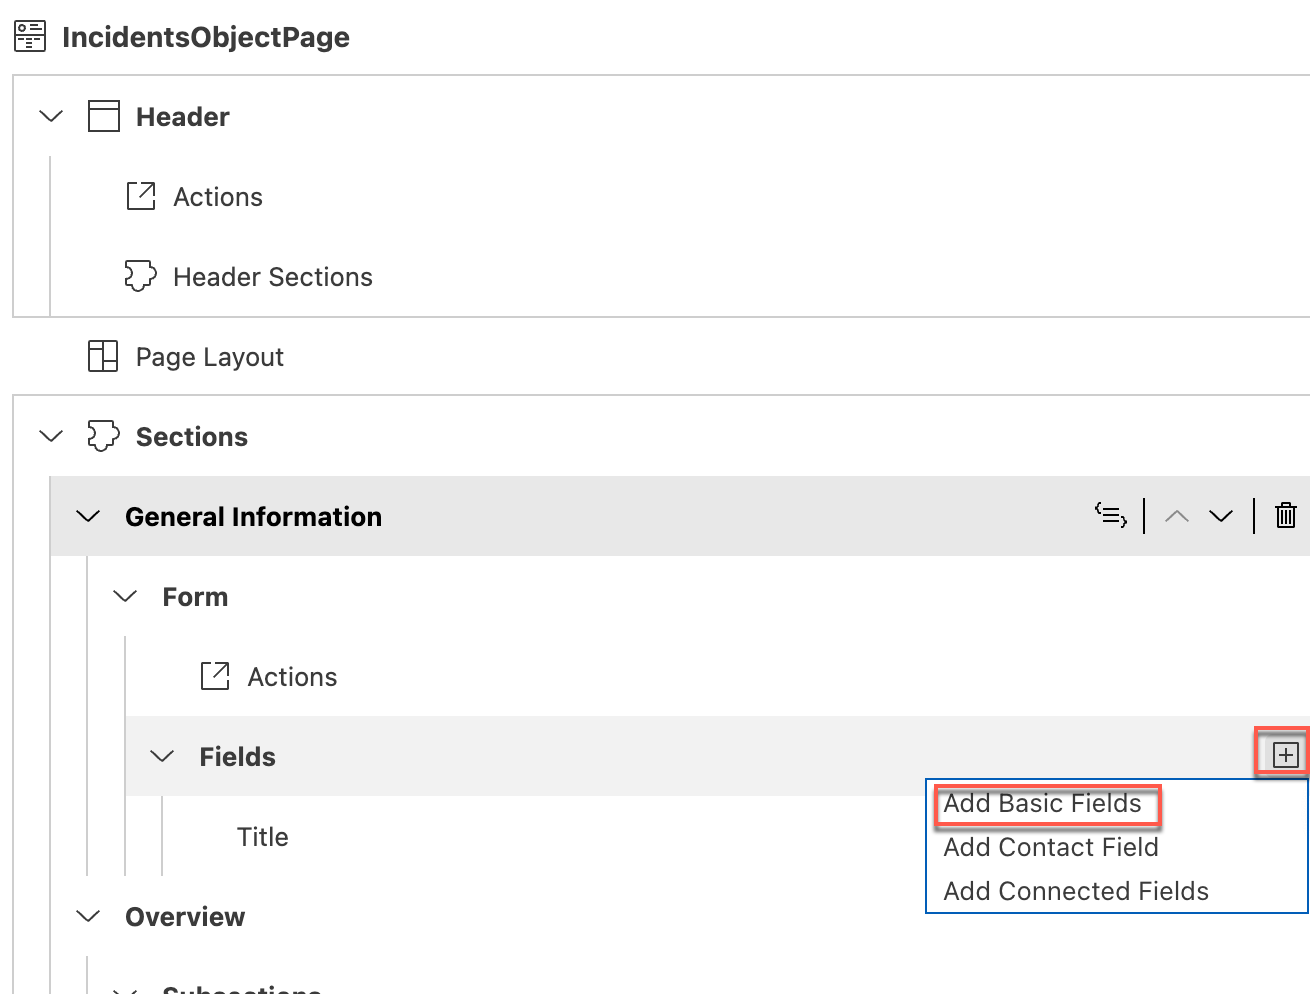 IncidentsObjectPage
Header
Actions
Header Sections
Page Layout
Sections
General Information
Form
Actions
Fields
Add Basic Fields
Title
Add Contact Field
Add Connected Fields
Overview
Subsections